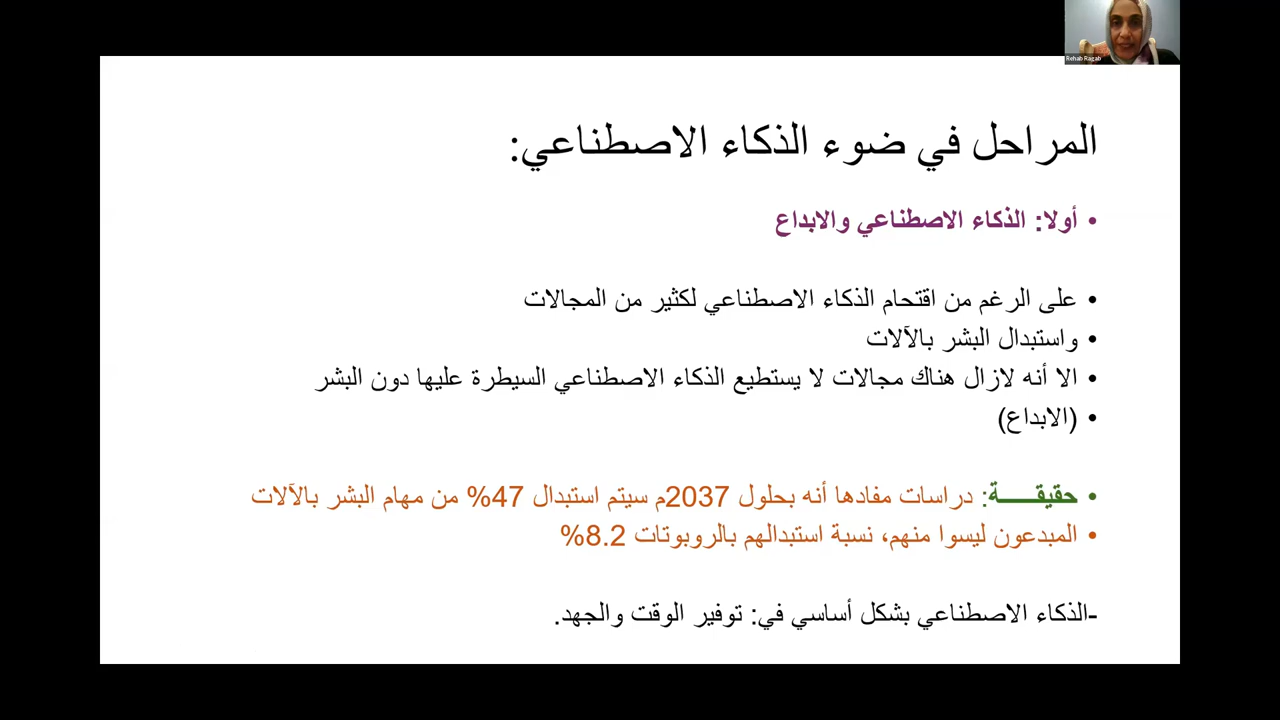 Rehab Ragab
المراحل في ضوء الذكاء الاصطناعي:
• أولا: الذكاء الاصطناعي والابداع
• على الرغم من اقتحام الذكاء الاصطناعي لكثير من المجالات
• واستبدال البشر بالآلات
• الا أنه لازال هناك مجالات لا يستطيع الذكاء الاصطناعي السيطرة عليها دون البشر
• (الابداع)
• حقيقـــــة: دراسات مفادها أنه بحلول 2037م سيتم استبدال 47% من مهام البشر بالآلات
• المبدعون ليسوا منهم، نسبة استبدالهم بالروبوتات 8.2%
-الذكاء الاصطناعي بشكل أساسي في: توفير الوقت والجهد.